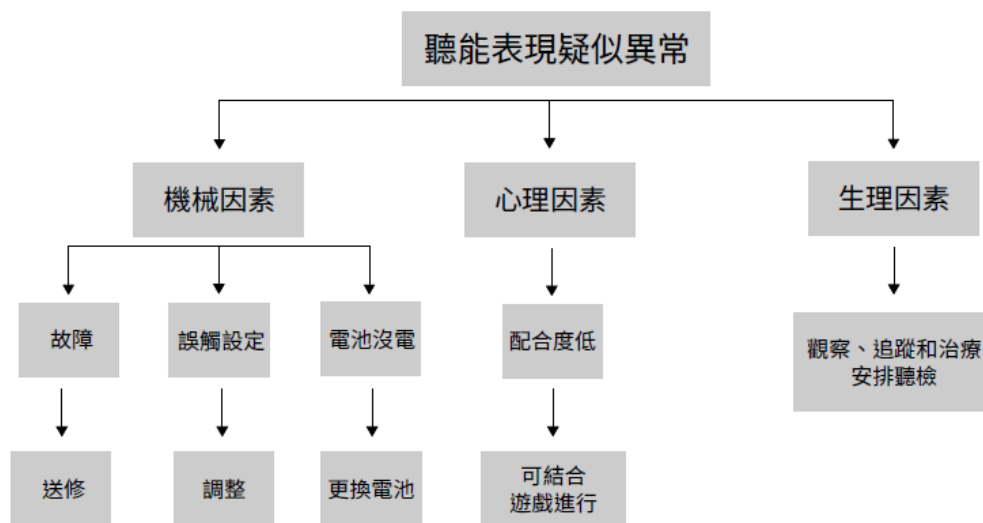 聽能表現疑似異常
機械因素
心理因素
生理因素
故障
誤觸設定
電池沒電
配合度低
觀察、追蹤和治療
安排聽檢
送修
調整
更換電池
可結合
遊戲進行